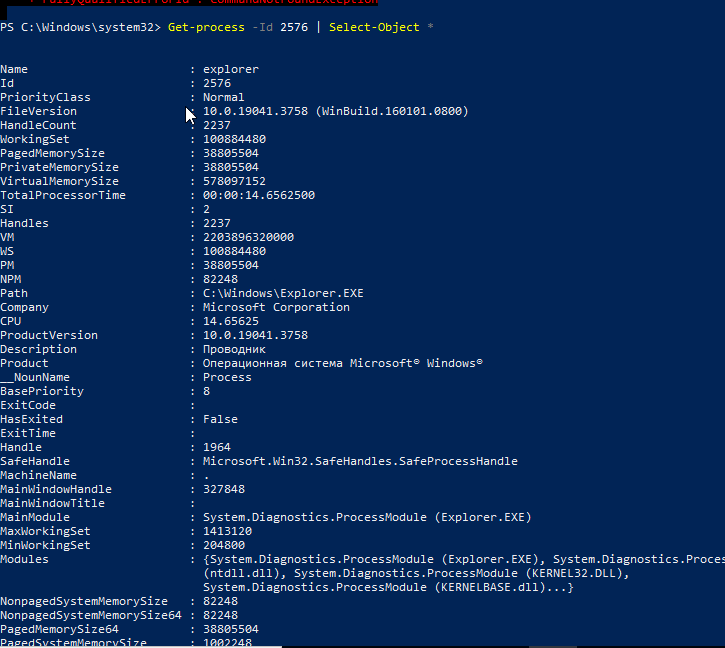 + FullyQualifiedErrorId : CommandNotFoundException
PS C:\Windows\system32> Get-process -Id 2576 | Select-Object *
Name : explorer
Id : 2576
PriorityClass : Normal
FileVersion : 10.0.19041.3758 (WinBuild.160101.0800)
HandleCount : 2237
WorkingSet : 100884480
PagedMemorySize : 38805504
PrivateMemorySize : 38805504
VirtualMemorySize : 578097152
TotalProcessorTime : 00:00:14.6562500
SI : 2
Handles : 2237
VM : 2203896320000
WS : 100884480
PM : 38805504
NPM : 82248
Path : C:\Windows\Explorer.EXE
Company : Microsoft Corporation
CPU : 14.65625
ProductVersion : 10.0.19041.3758
Description : Проводник
Product : Операционная система Microsoft® Windows®
__NounName : Process
BasePriority : 8
ExitCode :
HasExited : False
ExitTime :
Handle : 1964
SafeHandle : Microsoft.Win32.SafeHandles.SafeProcessHandle
MachineName : .
MainWindowHandle : 327848
MainWindowTitle :
MainModule : System.Diagnostics.ProcessModule (Explorer.EXE)
MaxWorkingSet : 1413120
MinWorkingSet : 204800
Modules : {System.Diagnostics.ProcessModule (Explorer.EXE), System.Diagnostics.Proces
(ntdll.dll), System.Diagnostics.ProcessModule (KERNEL32.DLL),
System.Diagnostics.ProcessModule (KERNELBASE.dll)...}
NonpagedSystemMemorySize : 82248
NonpagedSystemMemorySize64 : 82248
PagedMemorySize64 : 38805504
PagedSystemMemorySize : 1002248